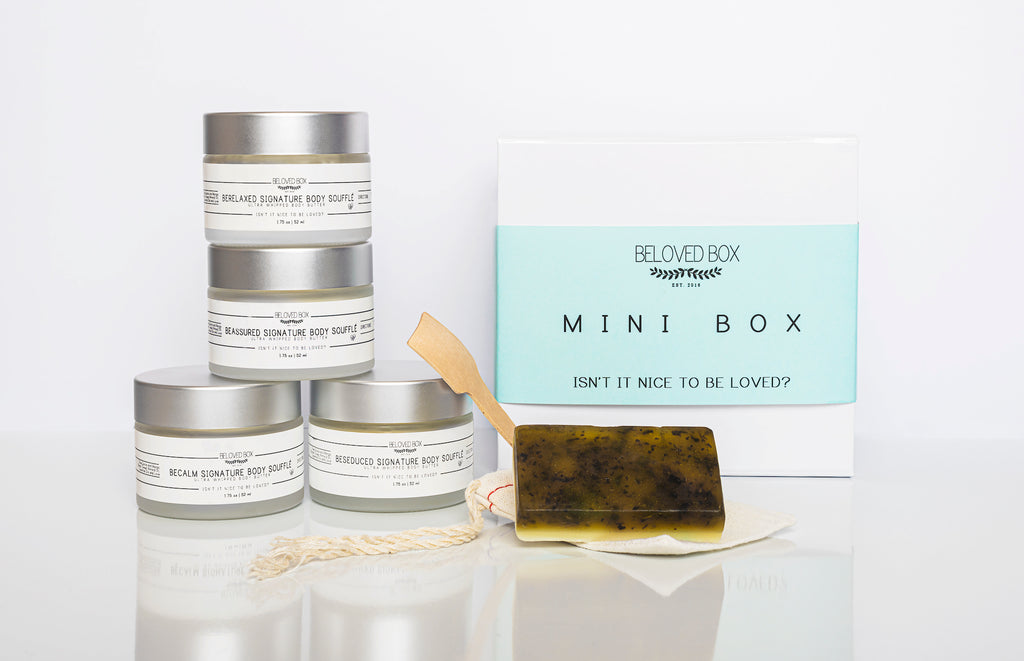 BELOVED BOX
BERELAXED SIGNATURE BODY SOUFFLÉ
ULTRA WHIPPED BODY BUTTER
ISN'T IT NICE TO BE LOVED?
1.75 oz | 52 ml
BELOVED BOX
BEASSURED SIGNATURE BODY SOUFFLÉ
ULTRA WHIPPED BODY BUTTER
ISN'T IT NICE TO BE LOVED?
1.75 oz | 52 ml
BELOVED BOX
BECALM SIGNATURE BODY SOUFFLÉ
ULTRA WHIPPED BODY BUTTER
ISN'T IT NICE TO BE LOVED?
1.75 oz | 52 ml
BELOVED BOX
BESEDUCED SIGNATURE BODY SOUFFLÉ
ULTRA WHIPPED BODY BUTTER
ISN'T IT NICE TO BE LOVED?
1.75 oz | 52 ml
BELOVED BOX
EST. 2016
MINI BOX
ISN'T IT NICE TO BE LOVED?